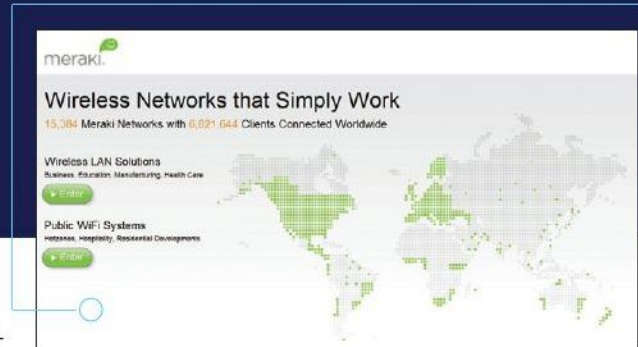 meraki
Wireless Networks that Simply Work
15,384 Meraki Networks with 6,621,644 Clients Connected Worldwide
Wireless LAN Solutions
Business, Education, Manufacturing, Health Care
Enter
Public WiFi Systems
Hotzones, Hospitality, Residential Developments
Enter